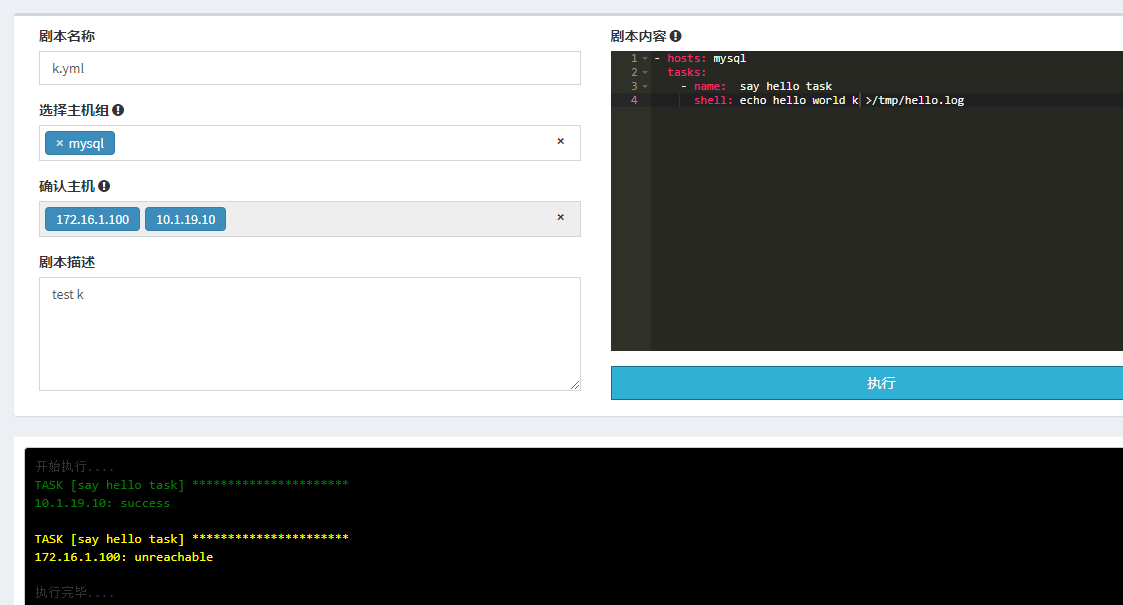 剧本名称
k.yml
选择主机组
× mysql ×
确认主机
172.16.1.100 10.1.19.10 ×
剧本描述
test k
剧本内容
1 - hosts: mysql
2 tasks:
3 - name:  say hello task
4 shell: echo hello world k >/tmp/hello.log
执行
开始执行....
TASK [say hello task] **********************
10.1.19.10: success
TASK [say hello task] **********************
172.16.1.100: unreachable
执行完毕....